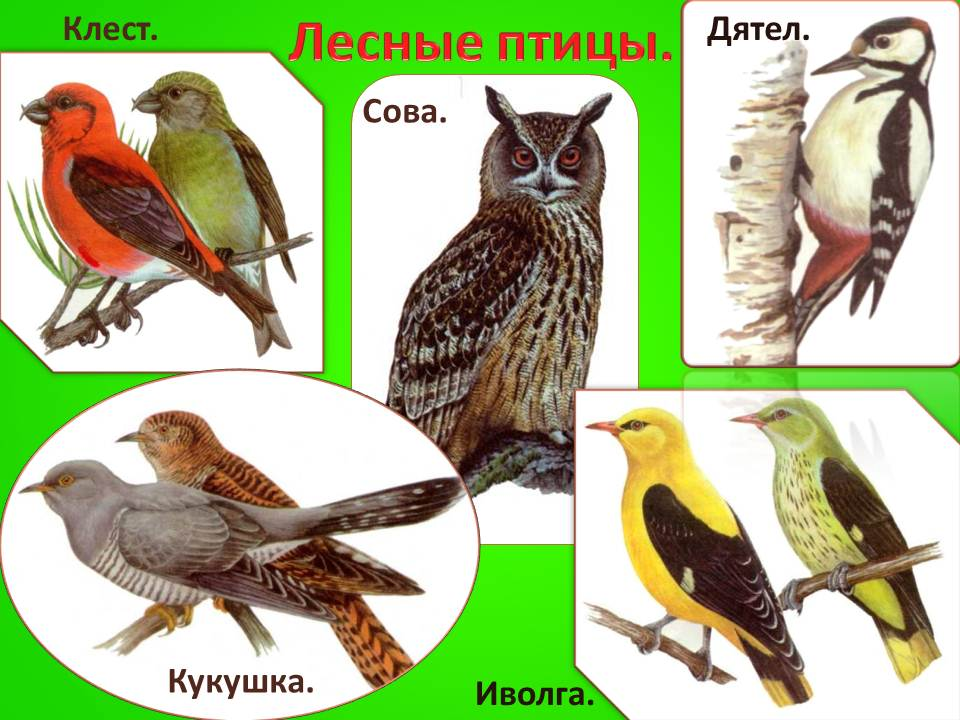 Клест.
Лесные птицы.
Дятел.
Сова.
Кукушка.
Иволга.